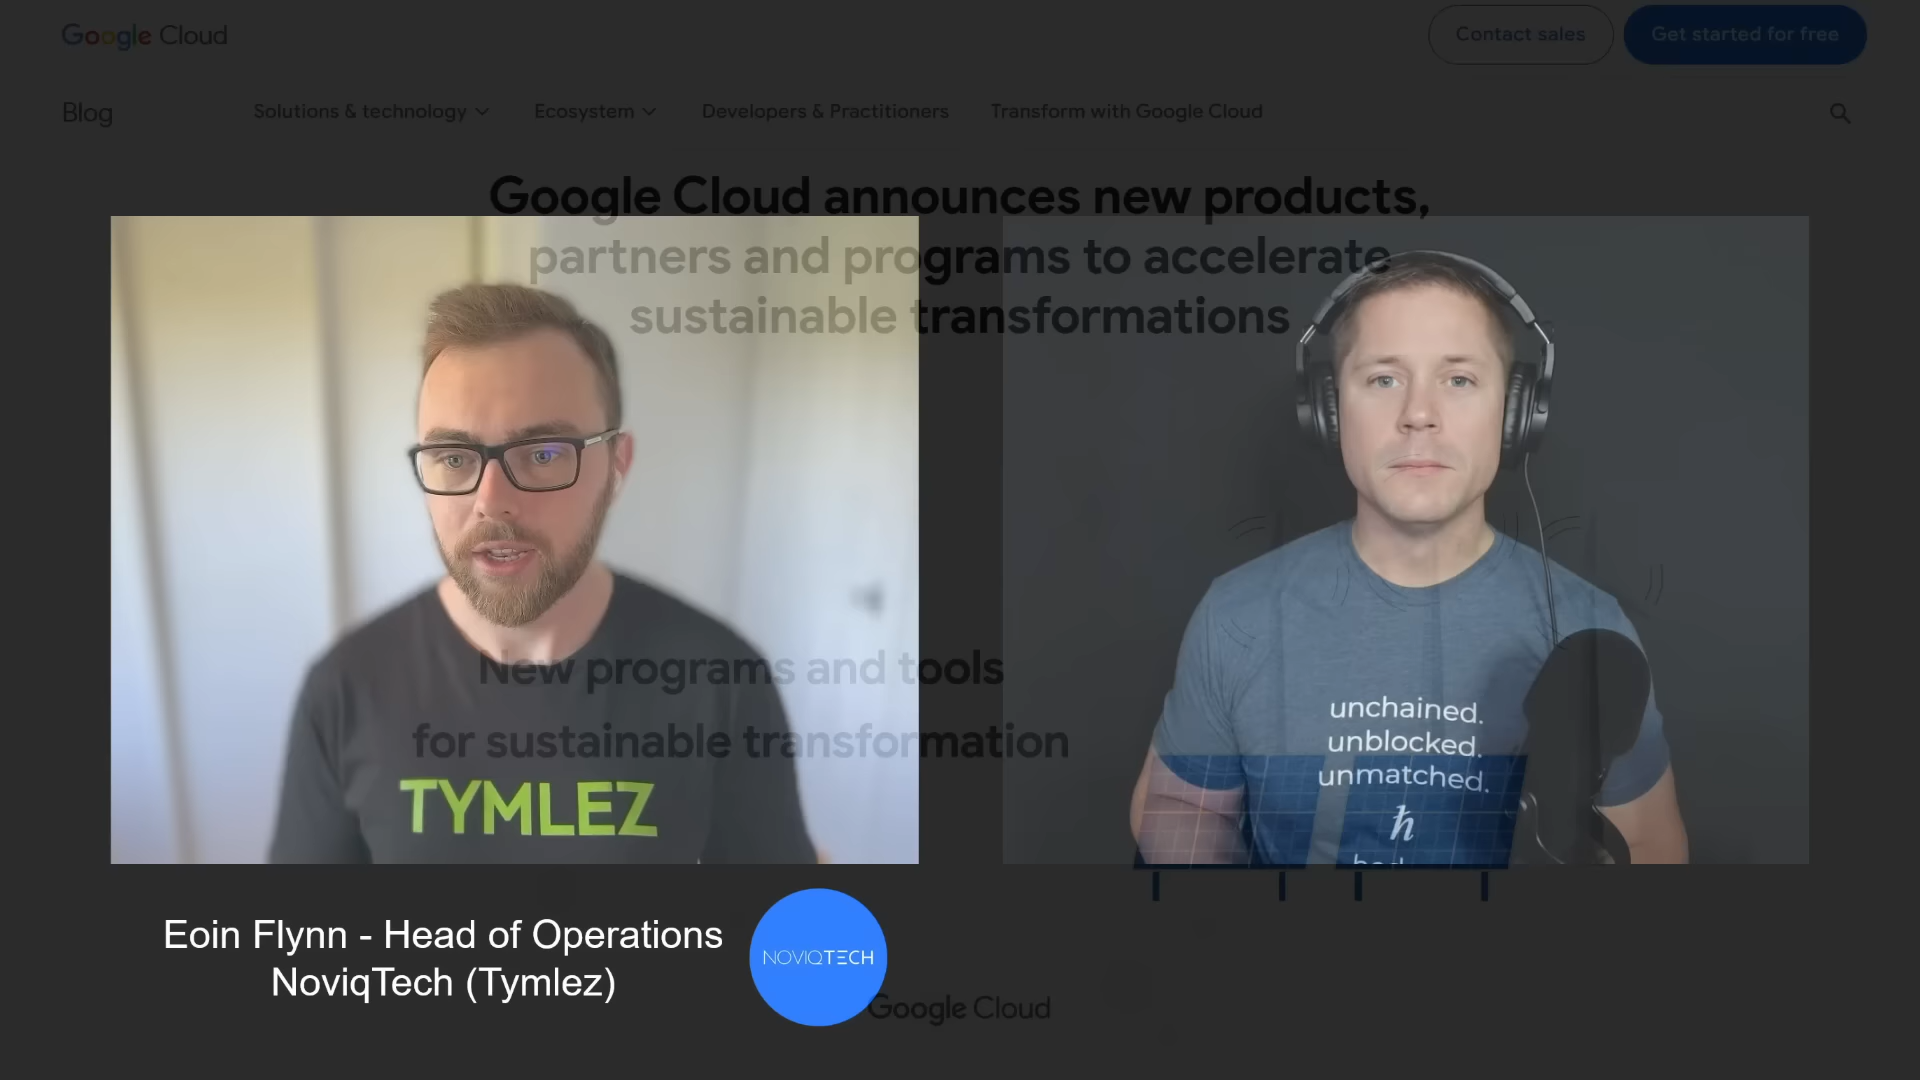 Google Cloud
Contact sales
Get started for free
Blog
Solutions & technology
Ecosystem
Developers & Practitioners
Transform with Google Cloud
Google Cloud announces new products,
partners and programs to accelerate
sustainable transformations
New programs and tools
for sustainable transformation
TYMLEZ
unchained.
unblocked.
unmatched.
ℏ
Eoin Flynn - Head of Operations
NoviqTech (Tymlez)
NOVIQTECH
Google Cloud